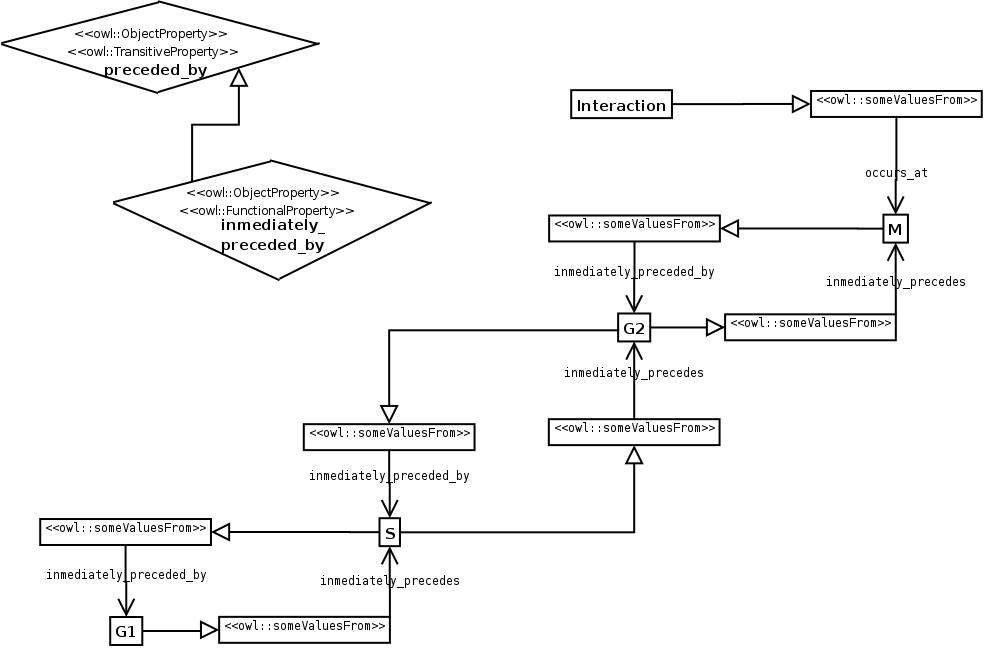 <<owl::ObjectProperty>>
<<owl::TransitiveProperty>>
preceded_by
Interaction
<<owl::someValuesFrom>>
occurs_at
<<owl::ObjectProperty>>
<<owl::FunctionalProperty>>
inmediately_
preceded_by
<<owl::someValuesFrom>>
M
inmediately_preceded_by
inmediately_precedes
G2
<<owl::someValuesFrom>>
inmediately_precedes
<<owl::someValuesFrom>>
<<owl::someValuesFrom>>
inmediately_preceded_by
<<owl::someValuesFrom>>
S
inmediately_preceded_by
inmediately_precedes
G1
<<owl::someValuesFrom>>